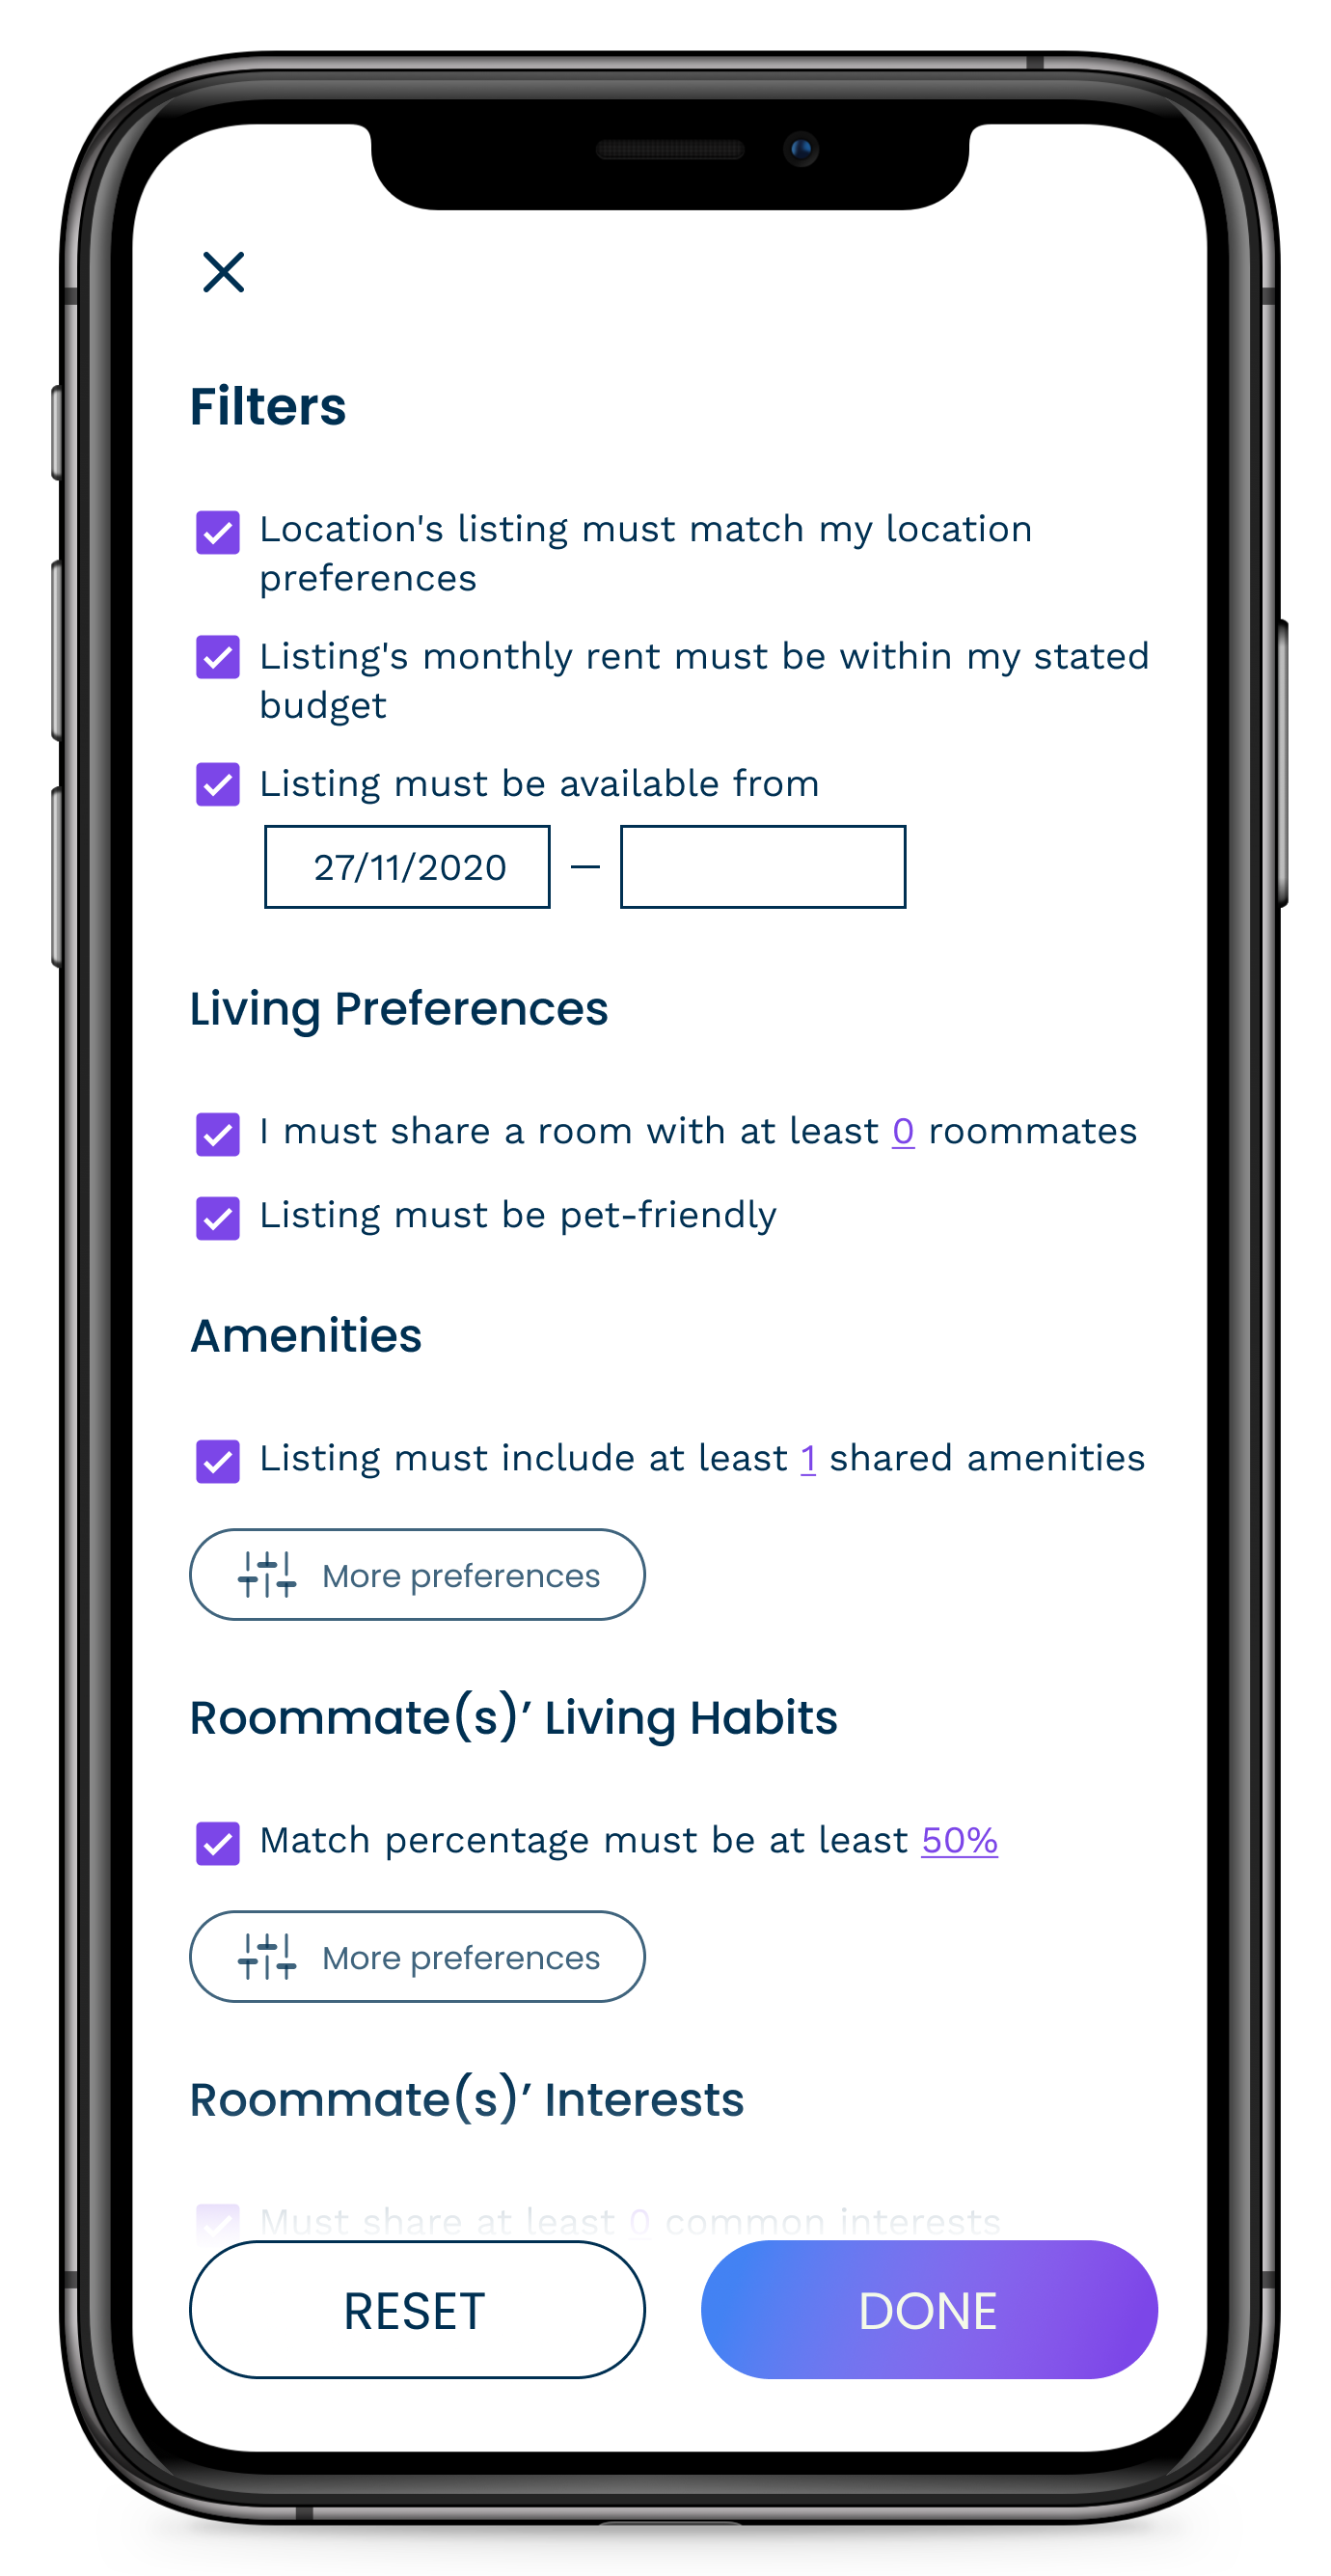 Filters
Location's listing must match my location
preferences
Listing's monthly rent must be within my stated
budget
Listing must be available from
27/11/2020 —
Living Preferences
I must share a room with at least 0 roommates
Listing must be pet-friendly
Amenities
Listing must include at least 1 shared amenities
More preferences
Roommate(s)’ Living Habits
Match percentage must be at least 50%
More preferences
Roommate(s)’ Interests
Must share at least 0 common interests
RESET DONE